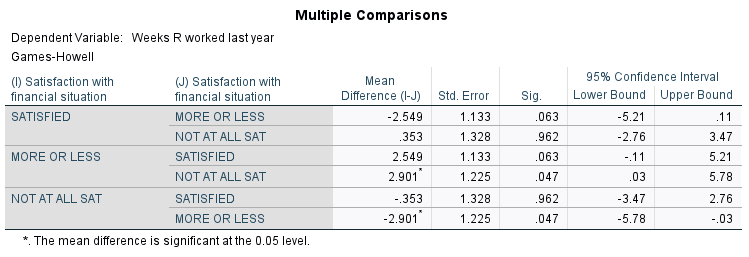 Multiple Comparisons
Dependent Variable: Weeks R worked last year
Games-Howell
(I) Satisfaction with financial situation (J) Satisfaction with financial situation Mean Difference (I-J) Std. Error Sig. 95% Confidence Interval
Lower Bound Upper Bound
SATISFIED MORE OR LESS -2.549 1.133 .063 -5.21 .11
NOT AT ALL SAT .353 1.328 .962 -2.76 3.47
MORE OR LESS SATISFIED 2.549 1.133 .063 -.11 5.21
NOT AT ALL SAT 2.901* 1.225 .047 .03 5.78
NOT AT ALL SAT SATISFIED -.353 1.328 .962 -3.47 2.76
MORE OR LESS -2.901* 1.225 .047 -5.78 -.03
*. The mean difference is significant at the 0.05 level.